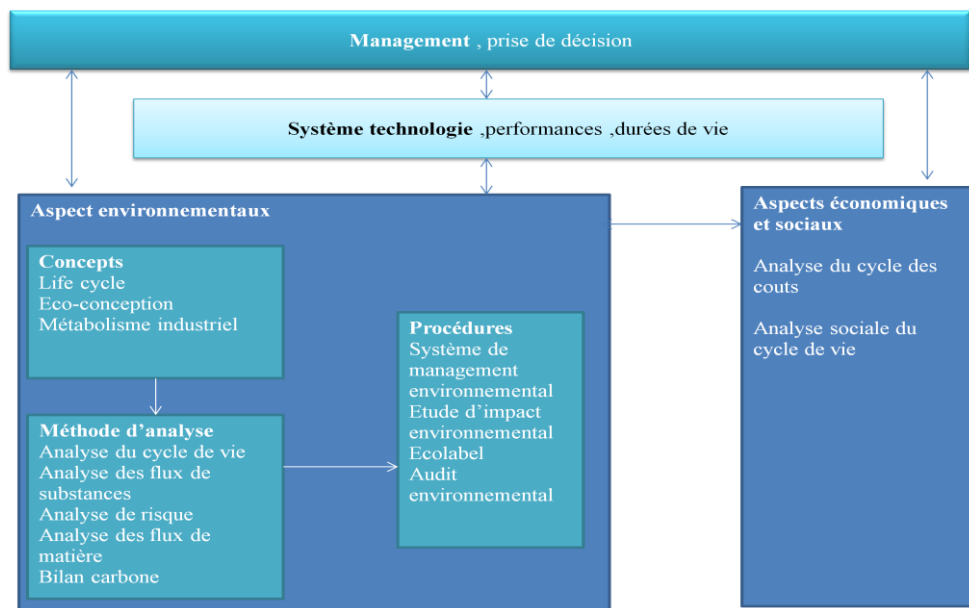 Management , prise de décision
Système technologie ,performances ,durées de vie
Aspect environnementaux
Concepts
Life cycle
Eco-conception
Métabolisme industriel
Méthode d’analyse
Analyse du cycle de vie
Analyse des flux de
substances
Analyse de risque
Analyse des flux de
matière
Bilan carbone
Procédures
Système de
management
environnemental
Etude d’impact
environnemental
Ecolabel
Audit
environnemental
Aspects économiques
et sociaux
Analyse du cycle des
couts
Analyse sociale du
cycle de vie